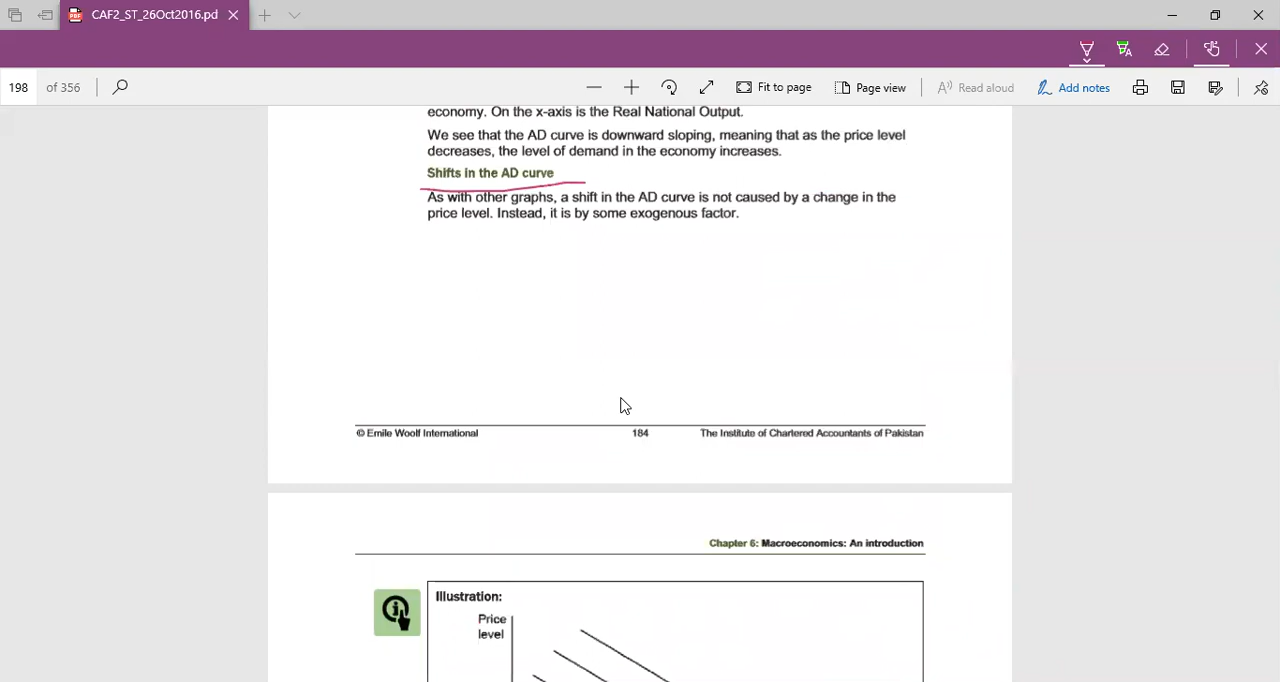 CAF2_ST_26Oct2016.pd
198 of 356
Fit to page
Page view
Read aloud
Add notes
economy. On the x-axis is the Real National Output.
We see that the AD curve is downward sloping, meaning that as the price level
decreases, the level of demand in the economy increases.
Shifts in the AD curve
As with other graphs, a shift in the AD curve is not caused by a change in the
price level. Instead, it is by some exogenous factor.
© Emile Woolf International 184 The Institute of Chartered Accountants of Pakistan
Chapter 6: Macroeconomics: An introduction
Illustration:
Price
level